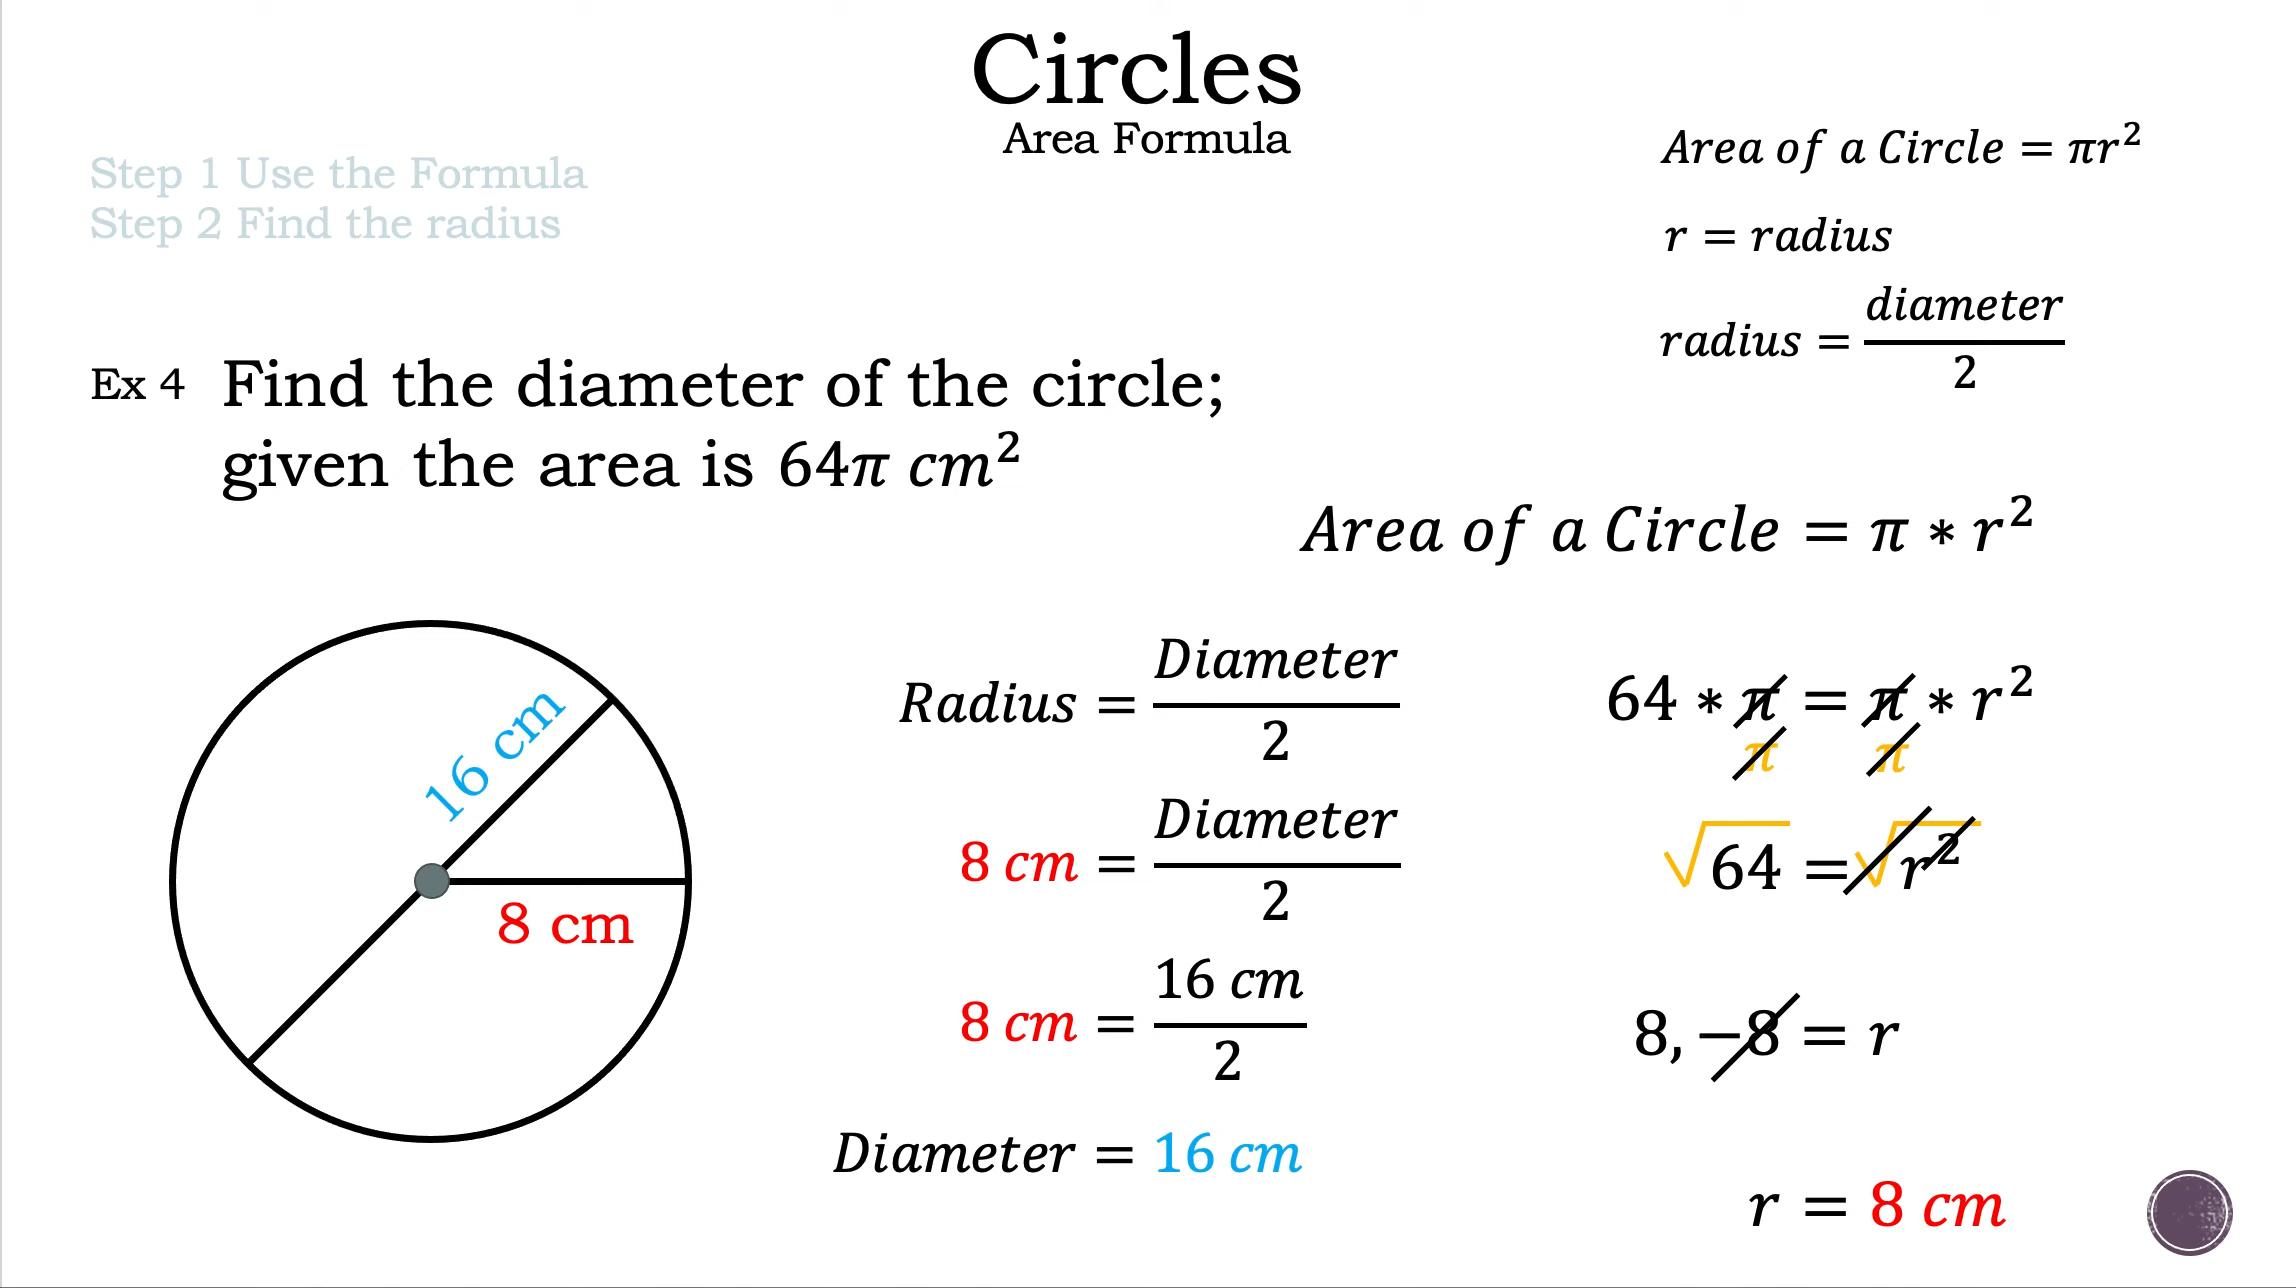 Circles
Area Formula
Step 1 Use the Formula
Step 2 Find the radius
Area of a Circle = πr²
r = radius
radius = diameter / 2
Ex 4 Find the diameter of the circle;
given the area is 64π cm²
Area of a Circle = π * r²
16 cm
8 cm
Radius = Diameter / 2
8 cm = Diameter / 2
8 cm = 16 cm / 2
Diameter = 16 cm
64 * π = π * r²
π π
√64 = √r²
8, −8 = r
r = 8 cm